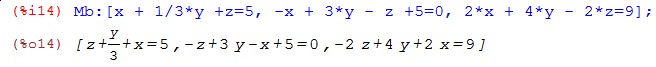 (%i14) Mb:[x + 1/3*y +z=5, -x + 3*y - z +5=0, 2*x + 4*y - 2*z=9];
(%o14) [z+y/3+x=5,-z+3 y-x+5=0,-2 z+4 y+2 x=9]